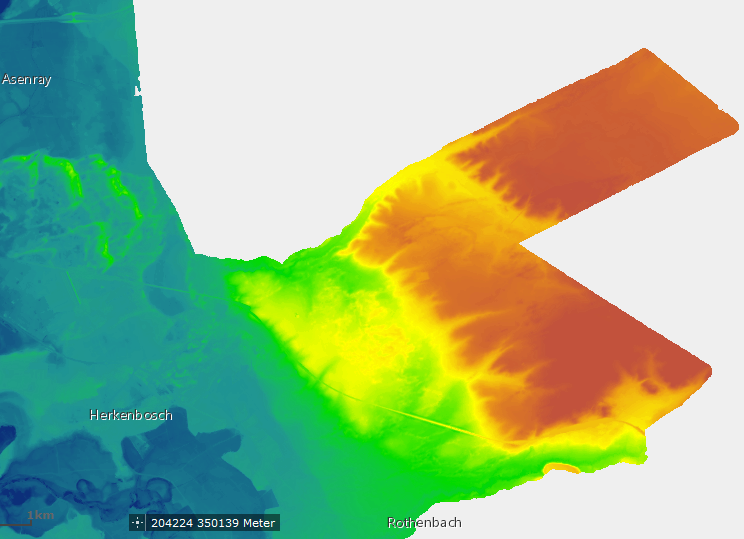 Asenray
Herkenbosch
1km
204224 350139 Meter
Rothenbach